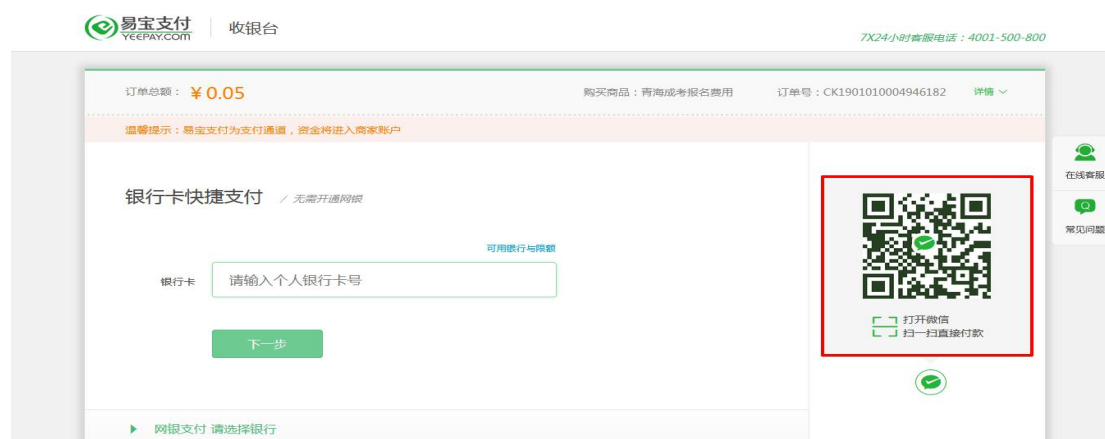 易宝支付
YEEPAY.COM
收银台
7X24小时客服电话：4001-500-800
订单总额： ￥0.05
购买商品：青海成考报名费用
订单号：CK1901010004946182
详情
温馨提示：易宝支付为支付通道，资金将进入商家账户
银行卡快捷支付 / 无需开通网银
可用银行与限额
银行卡
请输入个人银行卡号
下一步
打开微信
扫一扫直接付款
网银支付 请选择银行
在线客服
常见问题